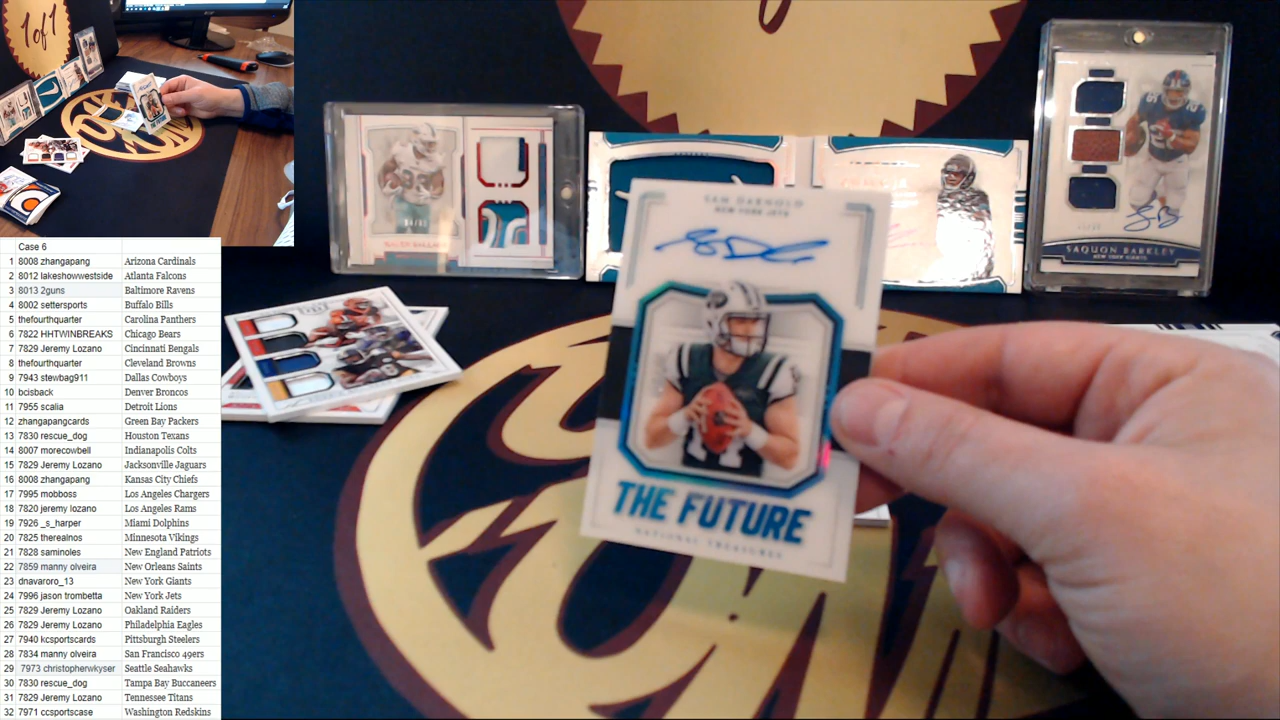 1 of 1
Case 6
1 8008 zhangapang Arizona Cardinals
2 8012 lakeshowwestside Atlanta Falcons
3 8013 2guns Baltimore Ravens
4 8002 settersports Buffalo Bills
5 thefourthquarter Carolina Panthers
6 7822 HHTWINBREAKS Chicago Bears
7 7829 Jeremy Lozano Cincinnati Bengals
8 thefourthquarter Cleveland Browns
9 7943 stewbag911 Dallas Cowboys
10 bcisback Denver Broncos
11 7955 scalia Detroit Lions
12 zhangapangcards Green Bay Packers
13 7830 rescue_dog Houston Texans
14 8007 morecowbell Indianapolis Colts
15 7829 Jeremy Lozano Jacksonville Jaguars
16 8008 zhangapang Kansas City Chiefs
17 7995 mobboss Los Angeles Chargers
18 7820 jeremy lozano Los Angeles Rams
19 7926 _s_harper Miami Dolphins
20 7825 therealnos Minnesota Vikings
21 7828 saminoles New England Patriots
22 7859 manny olveira New Orleans Saints
23 dnavaroro_13 New York Giants
24 7996 jason trombetta New York Jets
25 7829 Jeremy Lozano Oakland Raiders
26 7829 Jeremy Lozano Philadelphia Eagles
27 7940 kcsportscards Pittsburgh Steelers
28 7834 manny olveira San Francisco 49ers
29 7973 christopherwkyser Seattle Seahawks
30 7830 rescue_dog Tampa Bay Buccaneers
31 7829 Jeremy Lozano Tennessee Titans
32 7971 ccsportscase Washington Redskins
SAM DARNOLD
NEW YORK JETS
THE FUTURE
NATIONAL TREASURES
SAQUON BARKLEY
NEW YORK GIANTS